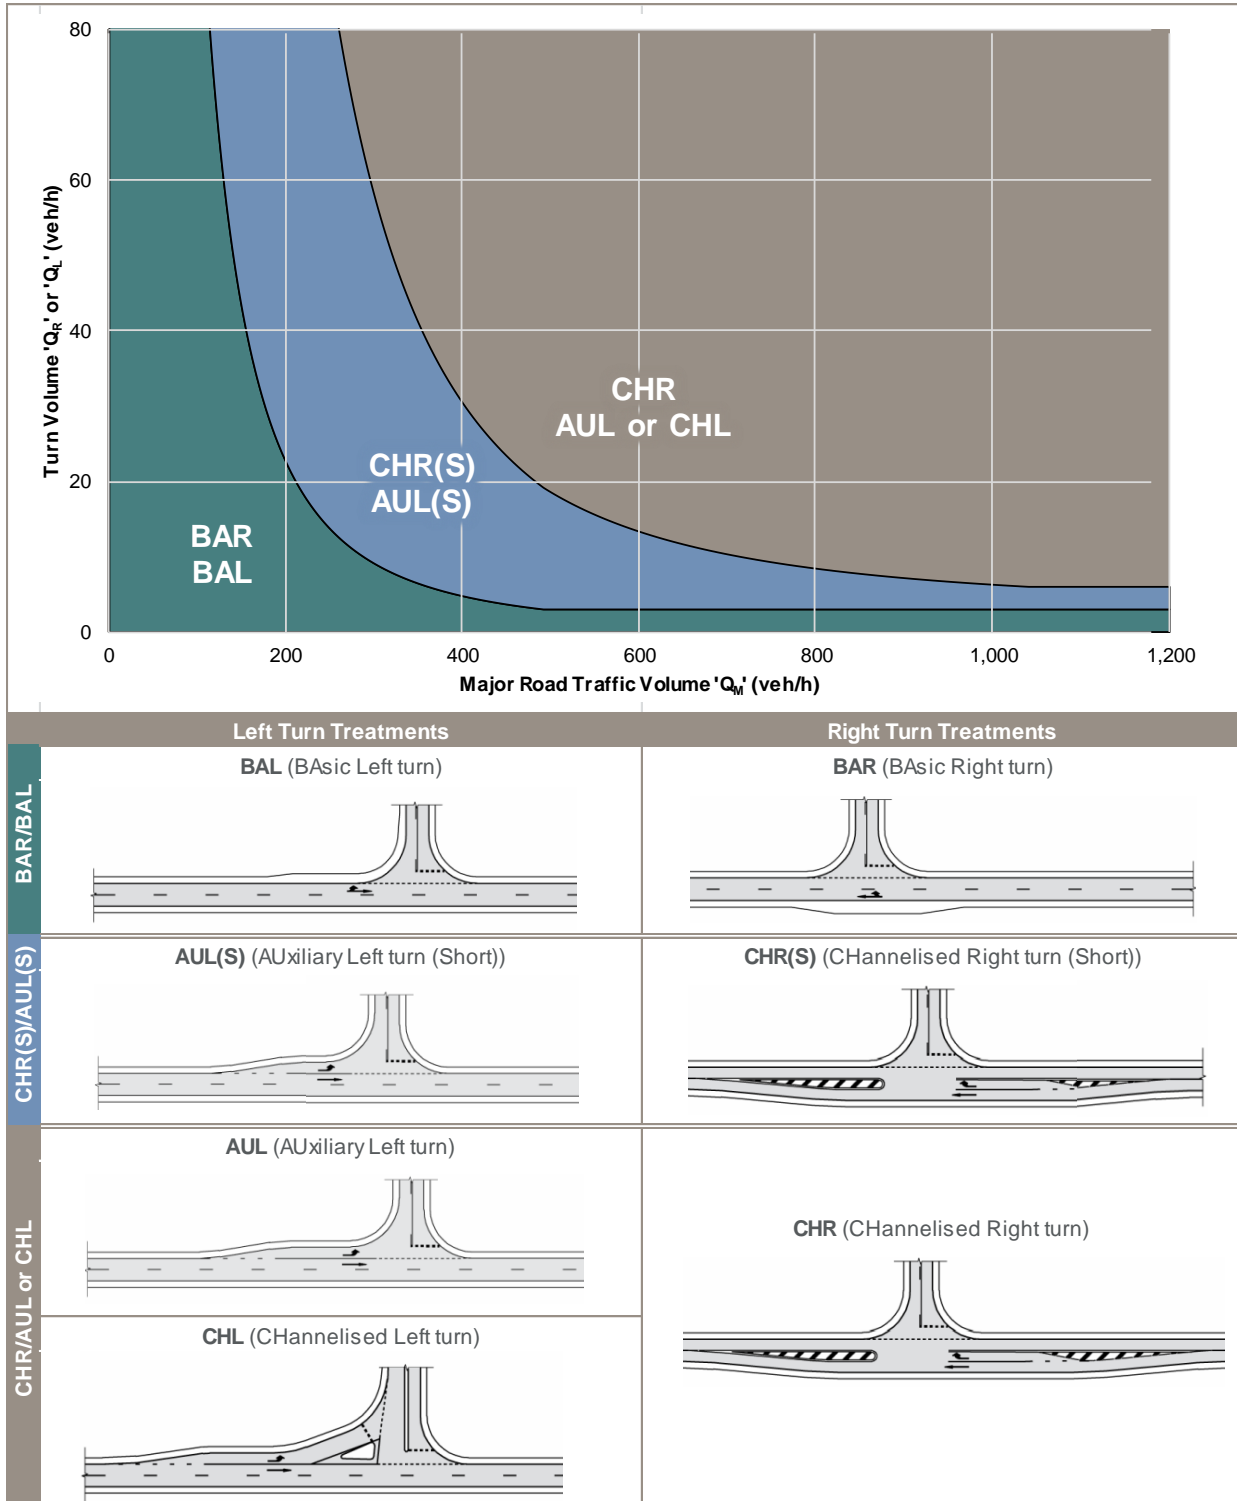 80
60
40
20
0
Turn Volume 'QR' or 'QL' (veh/h)
CHR
AUL or CHL
CHR(S)
AUL(S)
BAR
BAL
0 200 400 600 800 1,000 1,200
Major Road Traffic Volume 'QM' (veh/h)
Left Turn Treatments Right Turn Treatments
BAR/BAL
BAL (BAsic Left turn) BAR (BAsic Right turn)
CHR(S)/AUL(S)
AUL(S) (AUxiliary Left turn (Short)) CHR(S) (CHannelised Right turn (Short))
CHR/AUL or CHL
AUL (AUxiliary Left turn)
CHR (CHannelised Right turn)
CHL (CHannelised Left turn)